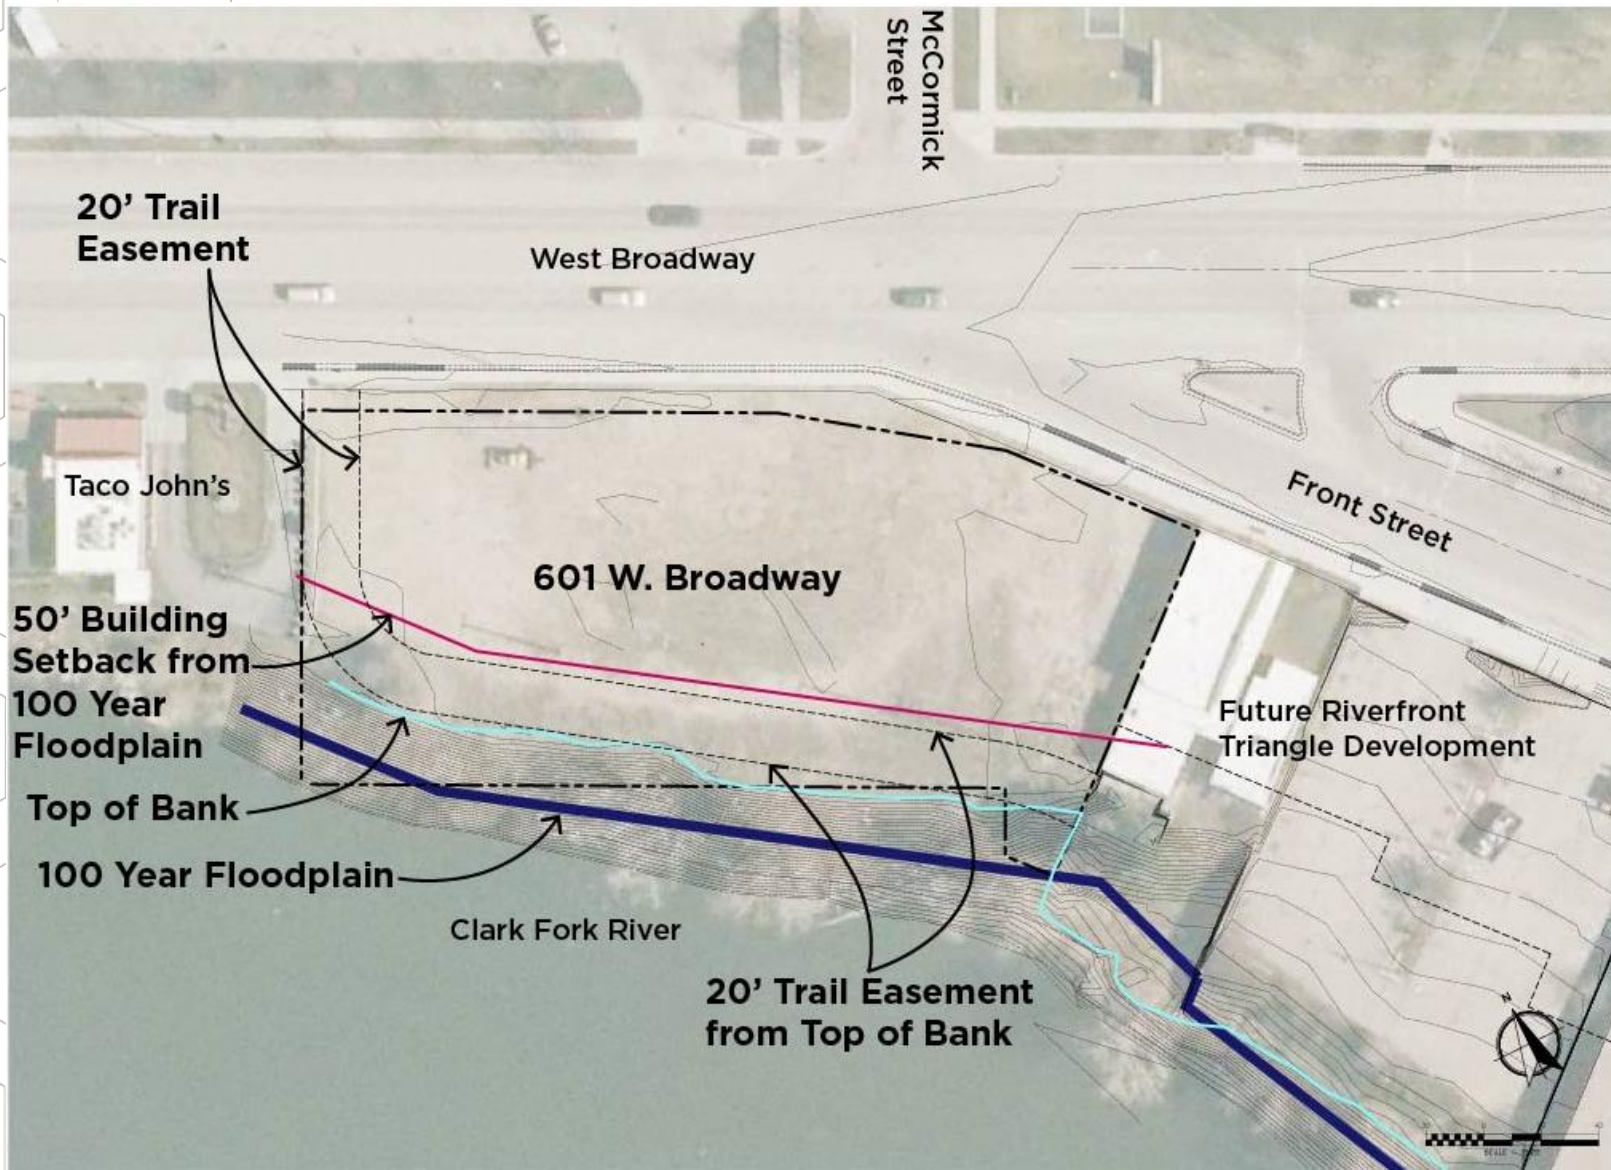 McCormick
Street
20’ Trail
Easement
West Broadway
Taco John’s
Front Street
601 W. Broadway
50’ Building
Setback from
100 Year
Floodplain
Future Riverfront
Triangle Development
Top of Bank
100 Year Floodplain
Clark Fork River
20’ Trail Easement
from Top of Bank
N